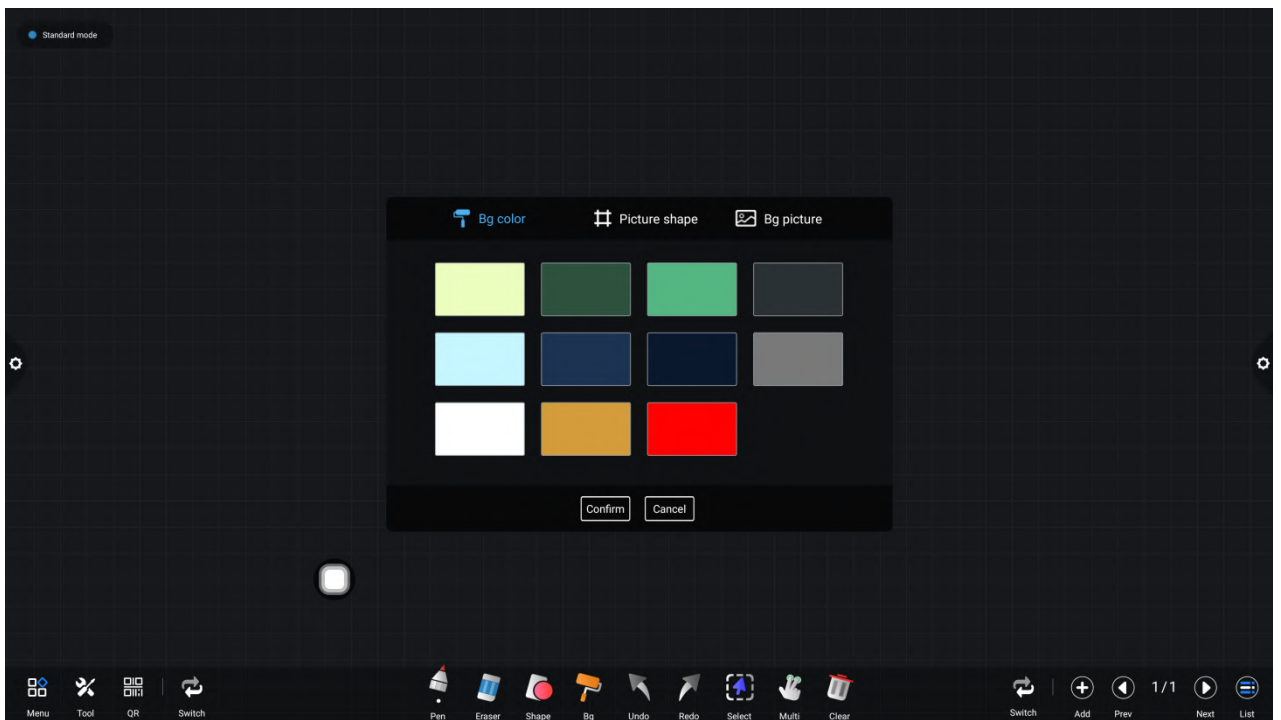 Standard mode
Bg color Picture shape Bg picture
Confirm Cancel
Menu Tool QR Switch Pen Eraser Shape Bg Undo Redo Select Multi Clear Switch Add Prev 1/1 Next List